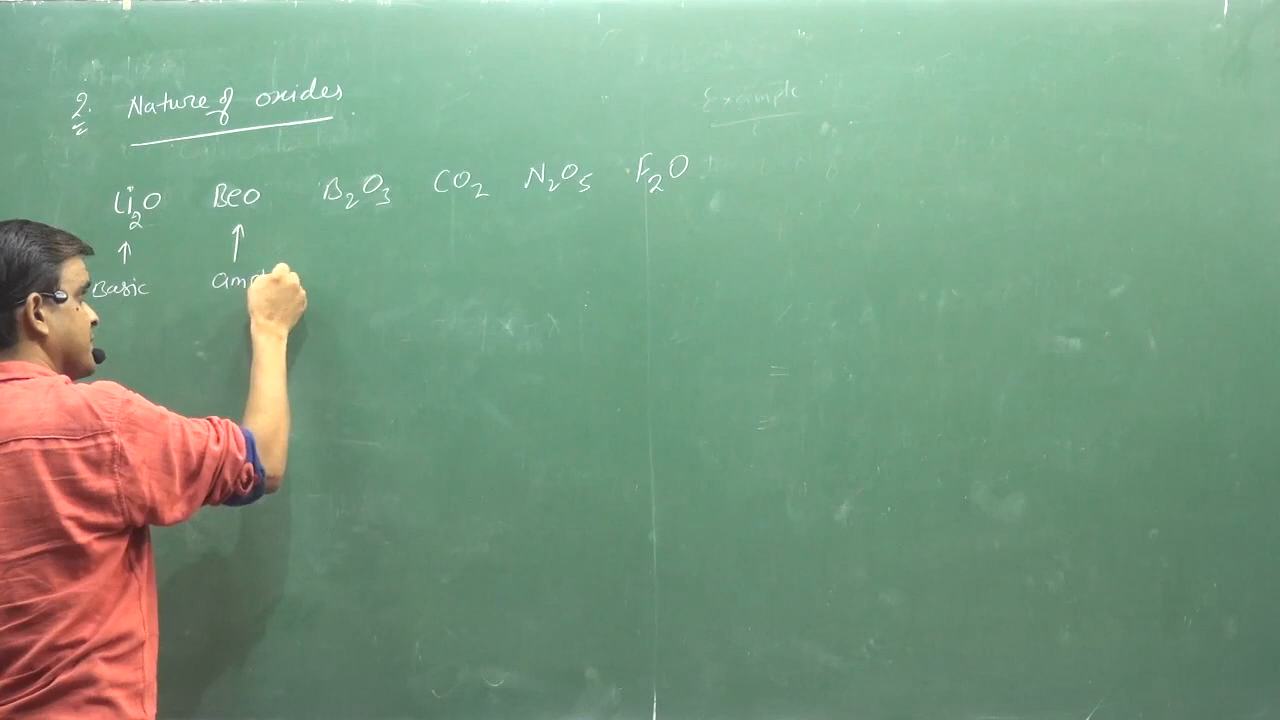 2. Nature of oxides.
Example
Li₂O BeO B₂O₃ CO₂ N₂O₅ F₂O
↑ ↑
Basic amp
=
=